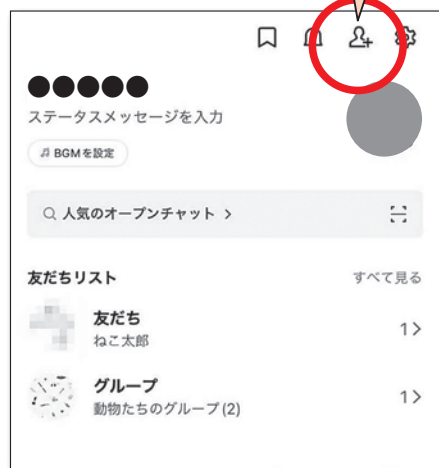 ●●●●●
ステータスメッセージを入力
BGMを設定
人気のオープンチャット >
友だちリスト すべて見る
友だち
ねこ太郎
1>
グループ
動物たちのグループ(2)
1>